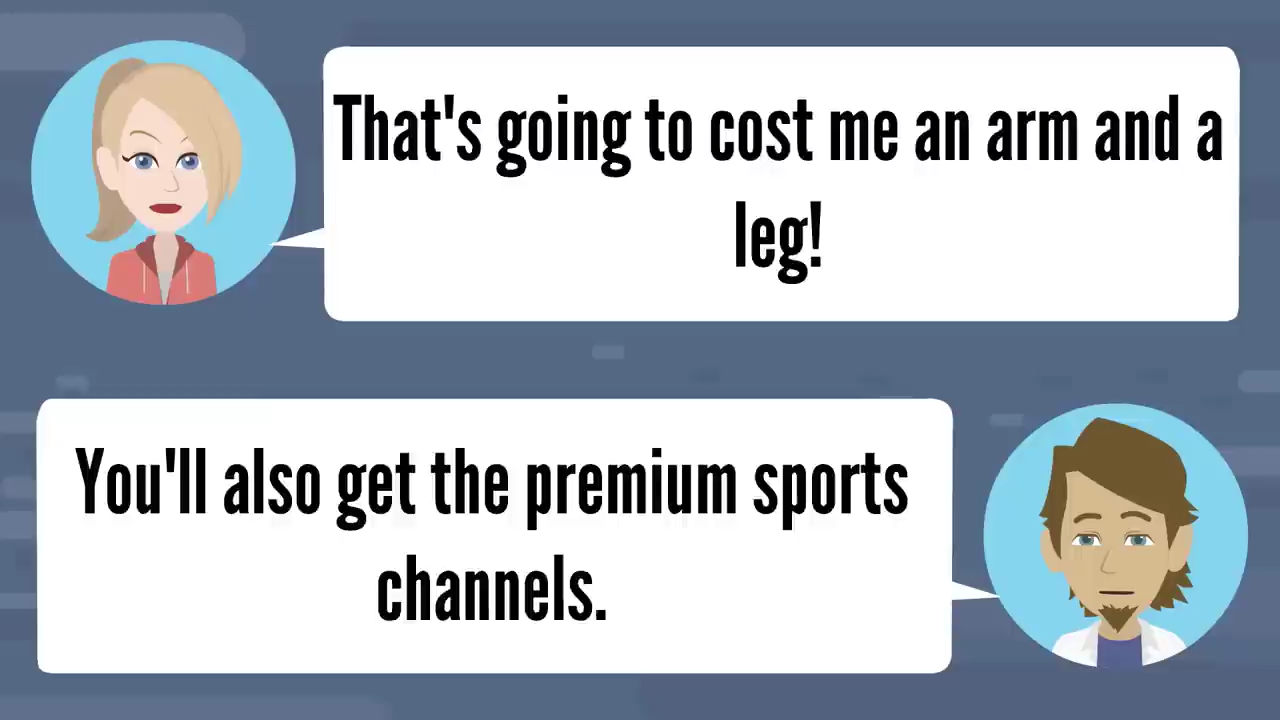 That's going to cost me an arm and a
leg!
You'll also get the premium sports
channels.